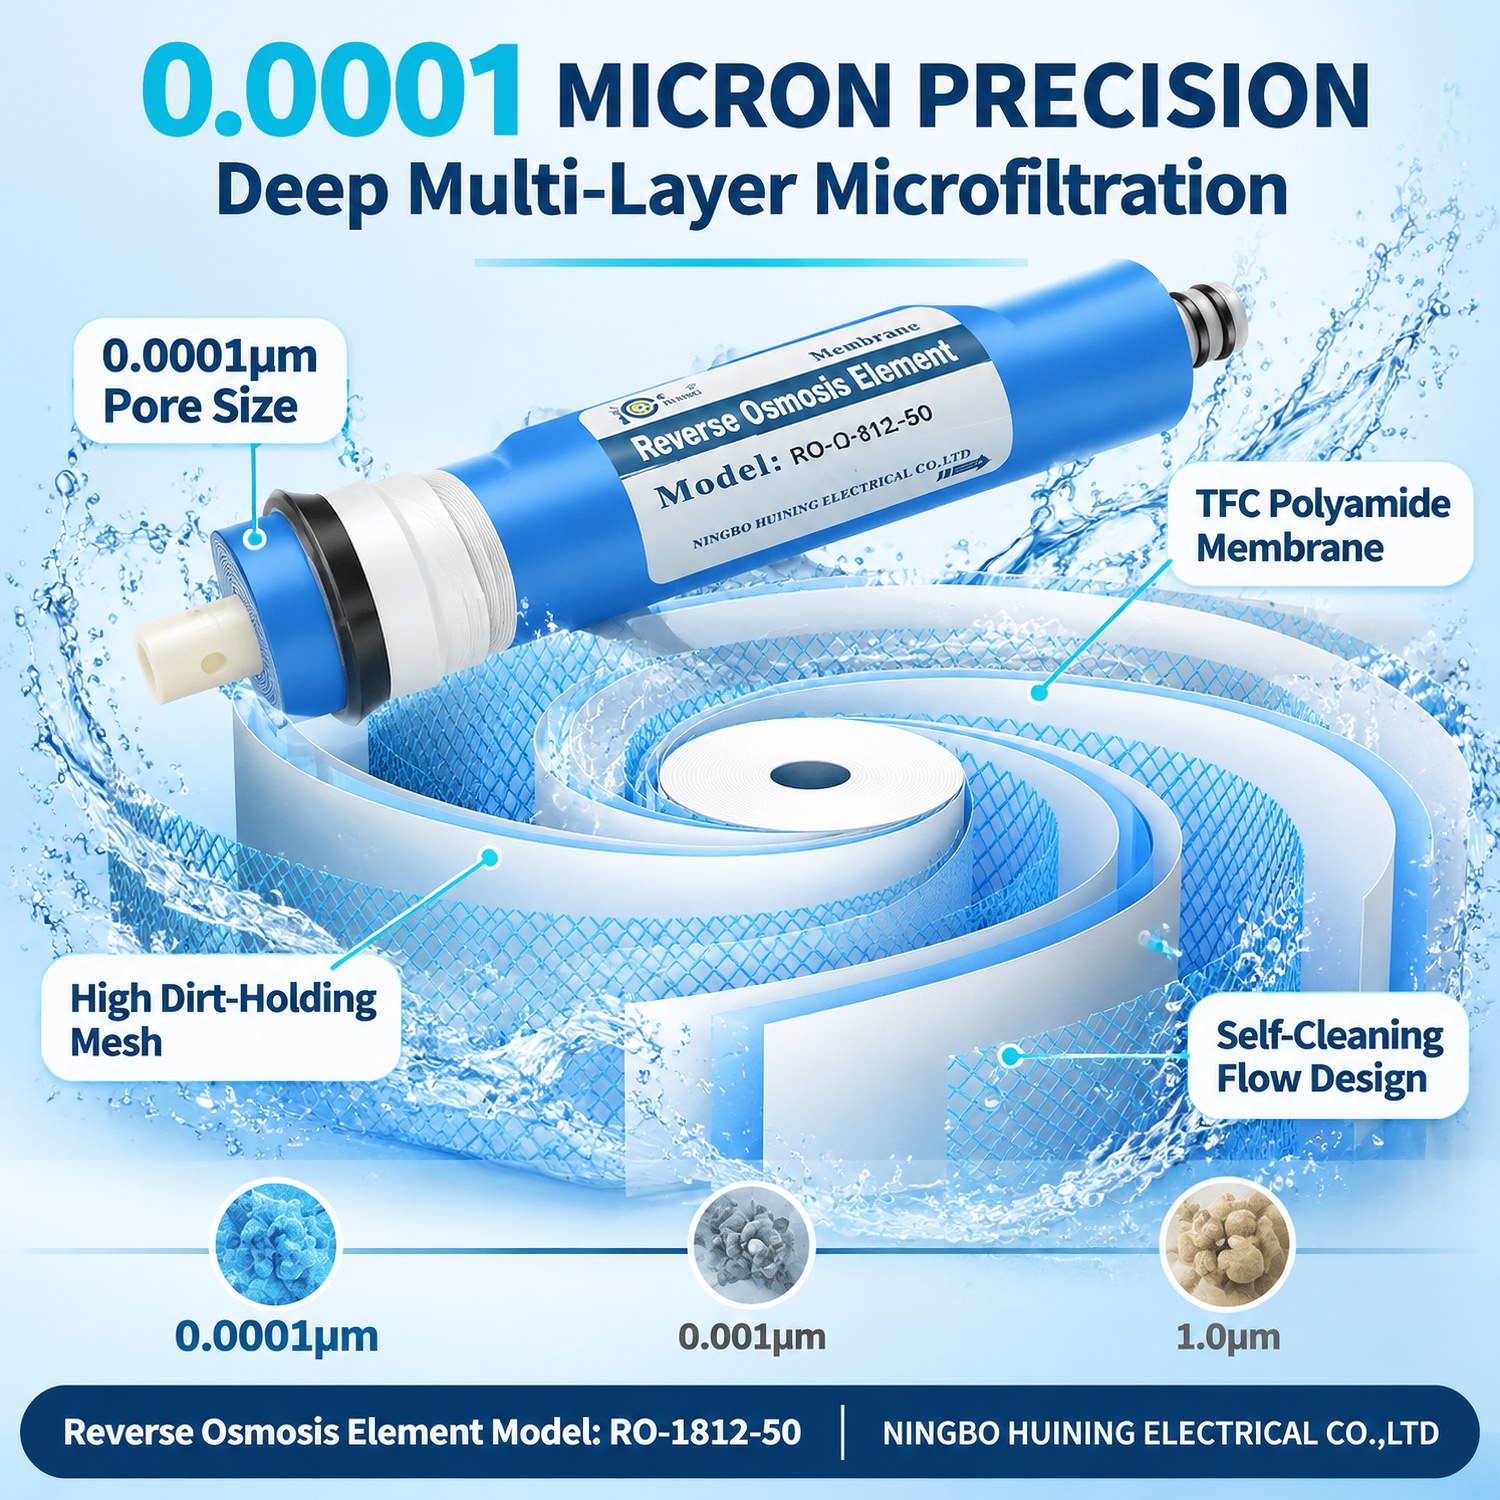 0.0001 MICRON PRECISION
Deep Multi-Layer Microfiltration
0.0001μm
Pore Size
Membrane
Reverse Osmosis Element
Model: RO-O-812-50
NINGBO HUINING ELECTRICAL CO.LTD
TFC Polyamide
Membrane
High Dirt-Holding
Mesh
Self-Cleaning
Flow Design
0.0001μm
0.001μm
1.0μm
Reverse Osmosis Element Model: RO-1812-50 | NINGBO HUINING ELECTRICAL CO.,LTD